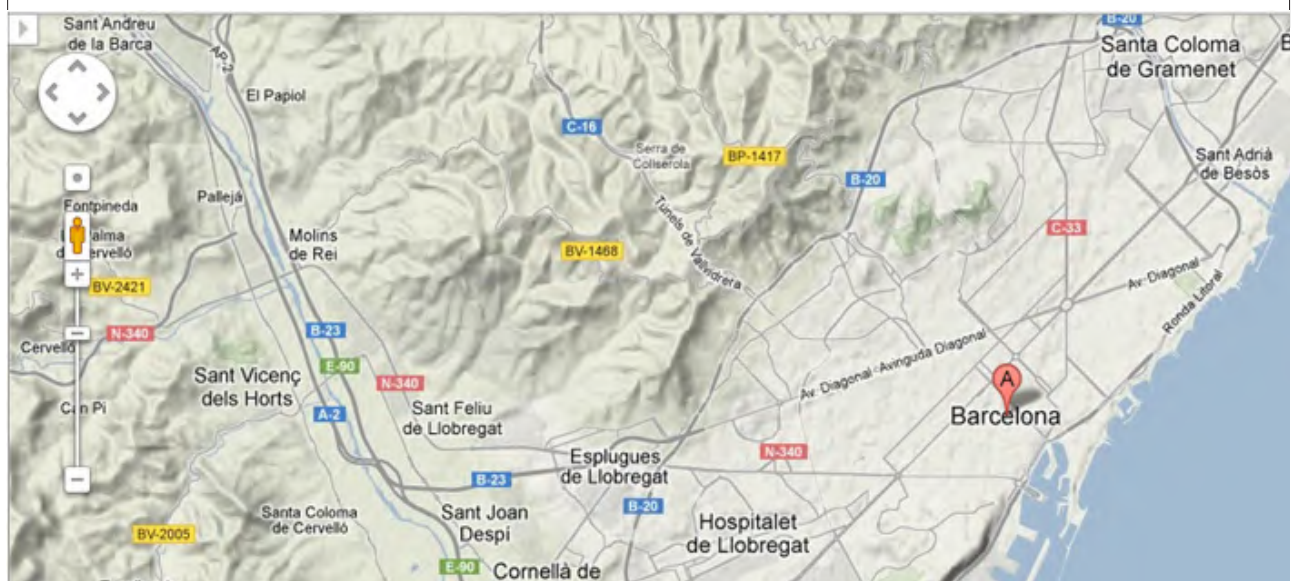 Sant Andreu
de la Barca
AP-2
El Papiol
B-20
Santa Coloma
de Gramenet
B
C-16
Serra de
Collserola
BP-1417
B-20
Sant Adrià
de Besòs
Pallejà
Fontpineda
Palma
Cervelló
Molins
de Rei
Túnels de Vallvidrera
BV-1468
C-33
BV-2421
Av. Diagonal
Ronda Litoral
N-340
B-23
Cervelló
E-90
Sant Vicenç
dels Horts
N-340
Av. Diagonal
Avinguda Diagonal
A
Can Pi
A-2
Sant Feliu
de Llobregat
Barcelona
N-340
Esplugues
de Llobregat
B-23
B-20
Santa Coloma
de Cervelló
Sant Joan
Despí
Hospitalet
de Llobregat
BV-2005
E-90
Cornellà de